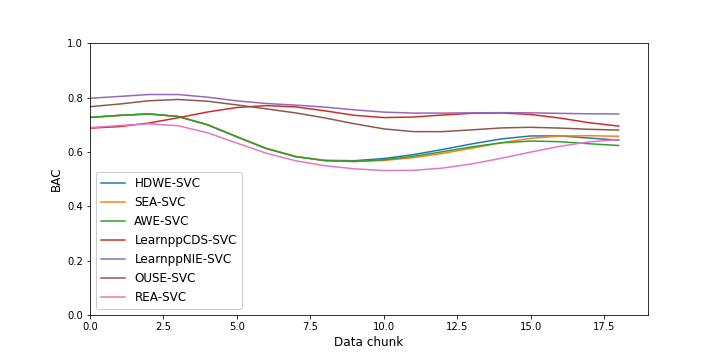 1.0
0.8
0.6
0.4
0.2
0.0
BAC
HDWE-SVC
SEA-SVC
AWE-SVC
LearnppCDS-SVC
LearnppNIE-SVC
OUSE-SVC
REA-SVC
0.0 2.5 5.0 7.5 10.0 12.5 15.0 17.5
Data chunk